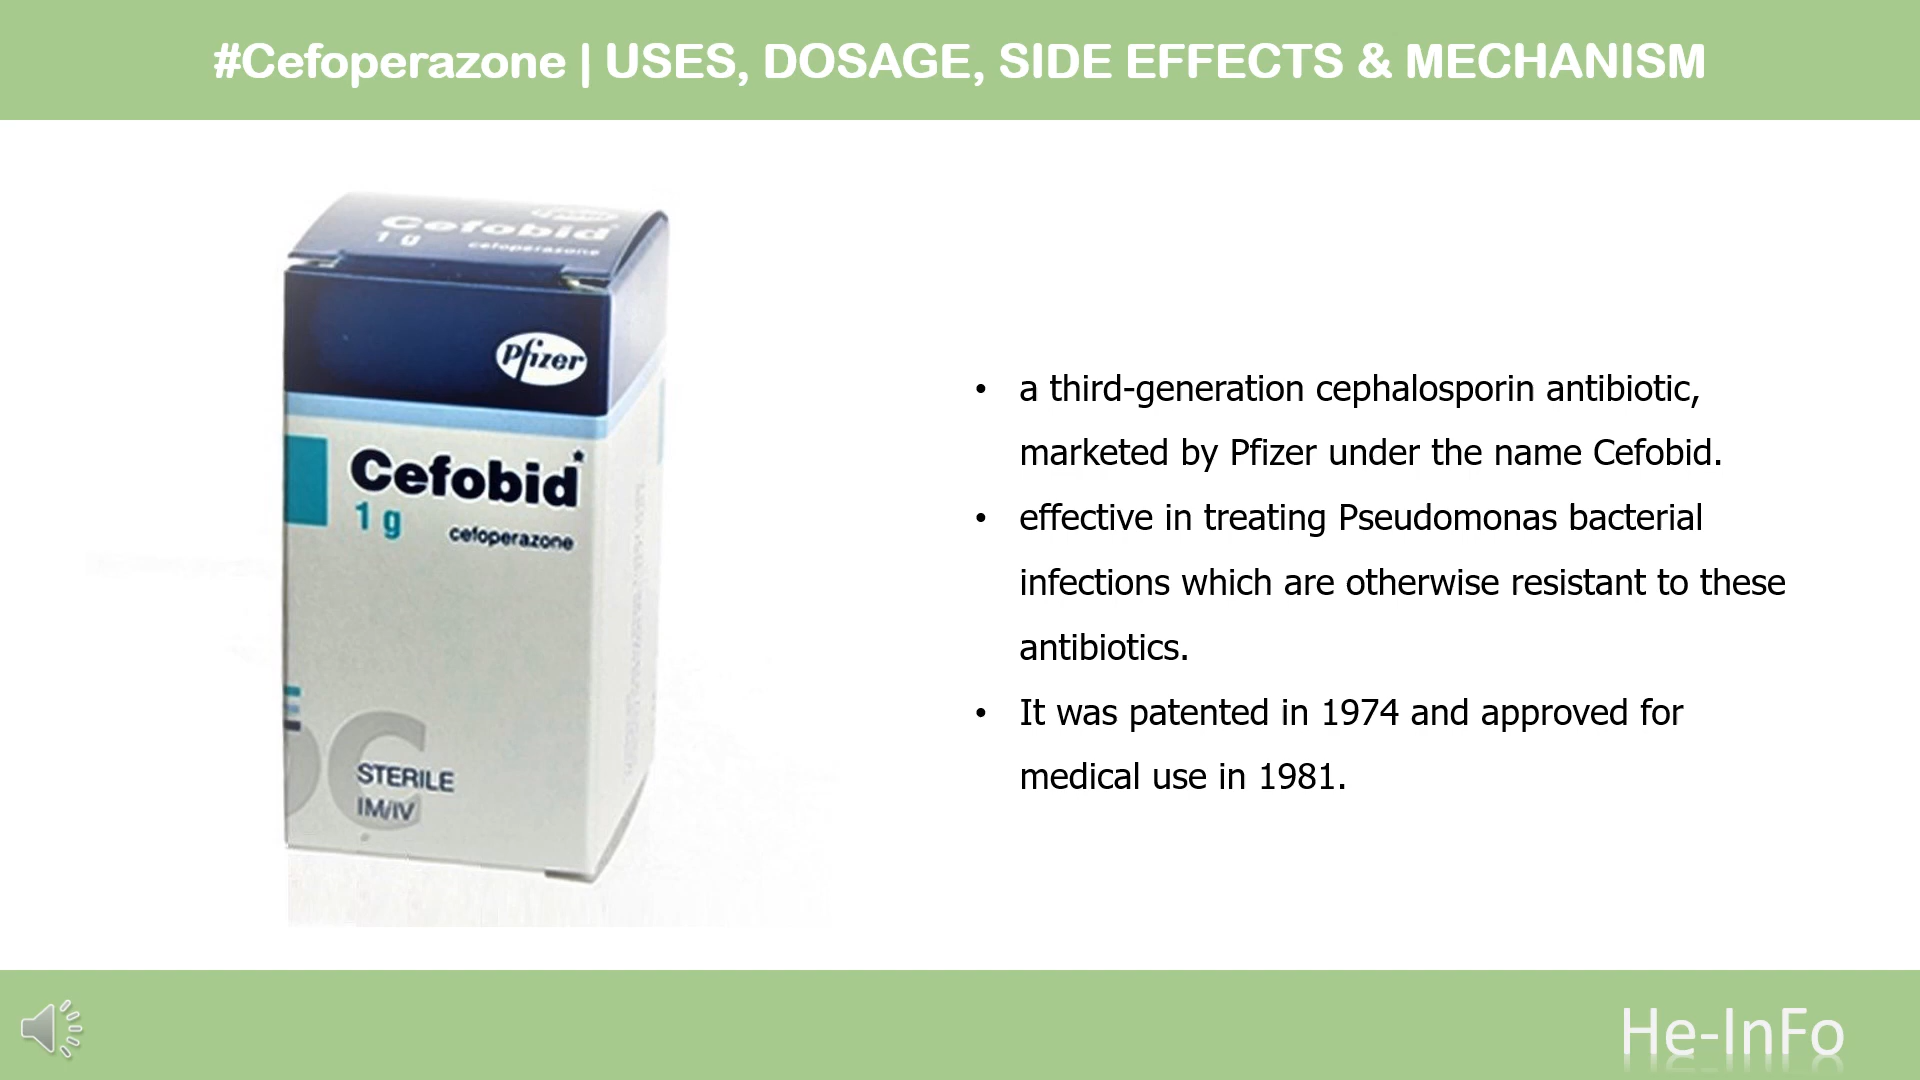 #Cefoperazone | USES, DOSAGE, SIDE EFFECTS & MECHANISM
Cefobid
1 g
cefoperazone
Pfizer
Cefobid*
1 g
cefoperazone
STERILE
IM/IV
• a third-generation cephalosporin antibiotic,
marketed by Pfizer under the name Cefobid.
• effective in treating Pseudomonas bacterial
infections which are otherwise resistant to these
antibiotics.
• It was patented in 1974 and approved for
medical use in 1981.
He-InFo